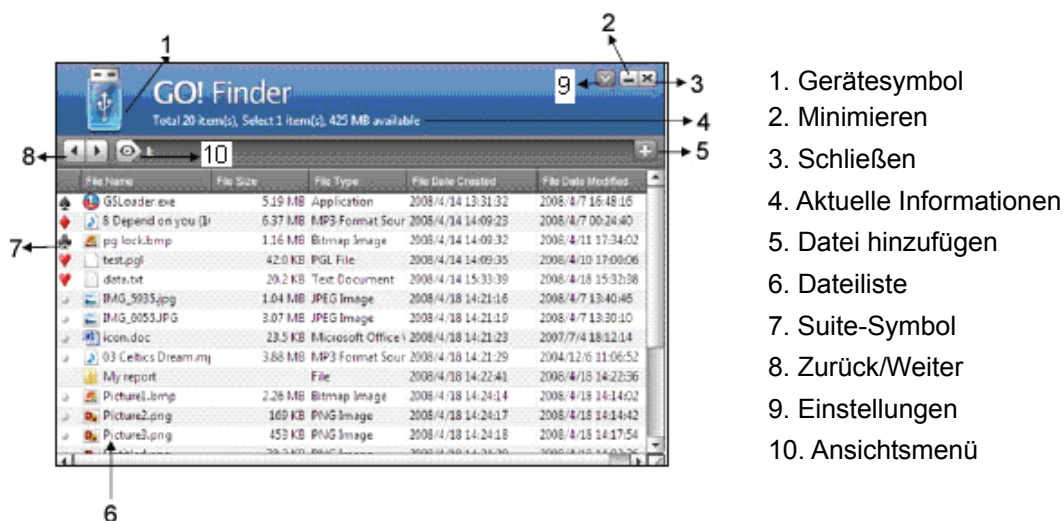 1
2
GO! Finder
9
3
Total 20 item(s), Select 1 item(s), 425 MB available
4
8
10
5
File Name File Size File Type File Date Created File Date Modified
GSLoader.exe 5.19 MB Application 2008/4/14 13:31:32 2008/4/7 16:48:16
8 Depend on you (1 6.37 MB MP3 Format Sour 2008/4/14 14:09:23 2008/4/7 00:24:40
7
pg lock.bmp 1.16 MB Bitmap Image 2008/4/14 14:09:32 2008/4/11 17:34:02
test.pgl 42.0 KB PGL File 2008/4/14 14:09:35 2008/4/10 17:00:06
data.txt 20.2 KB Text Document 2008/4/14 15:33:39 2008/4/18 15:32:38
IMG_5935.jpg 1.04 MB JPEG Image 2008/4/18 14:21:16 2008/4/7 13:40:46
IMG_6055.JPG 3.07 MB JPEG Image 2008/4/18 14:21:19 2008/4/7 13:30:10
icon.doc 23.5 KB Microsoft Office 2008/4/18 14:21:23 2007/7/4 18:12:14
03 Celtics Dream.mp 3.88 MB MP3 Format Sour 2008/4/18 14:21:29 2004/12/6 11:06:52
My report File 2008/4/18 14:22:41 2008/4/18 14:22:36
Picture1.bmp 2.26 MB Bitmap Image 2008/4/18 14:24:14 2008/4/18 14:14:02
Picture2.png 169 KB PNG Image 2008/4/18 14:24:17 2008/4/18 14:14:42
Picture3.png 453 KB PNG Image 2008/4/18 14:24:18 2008/4/18 14:17:54
6
1. Gerätesymbol
2. Minimieren
3. Schließen
4. Aktuelle Informationen
5. Datei hinzufügen
6. Dateiliste
7. Suite-Symbol
8. Zurück/Weiter
9. Einstellungen
10. Ansichtsmenü